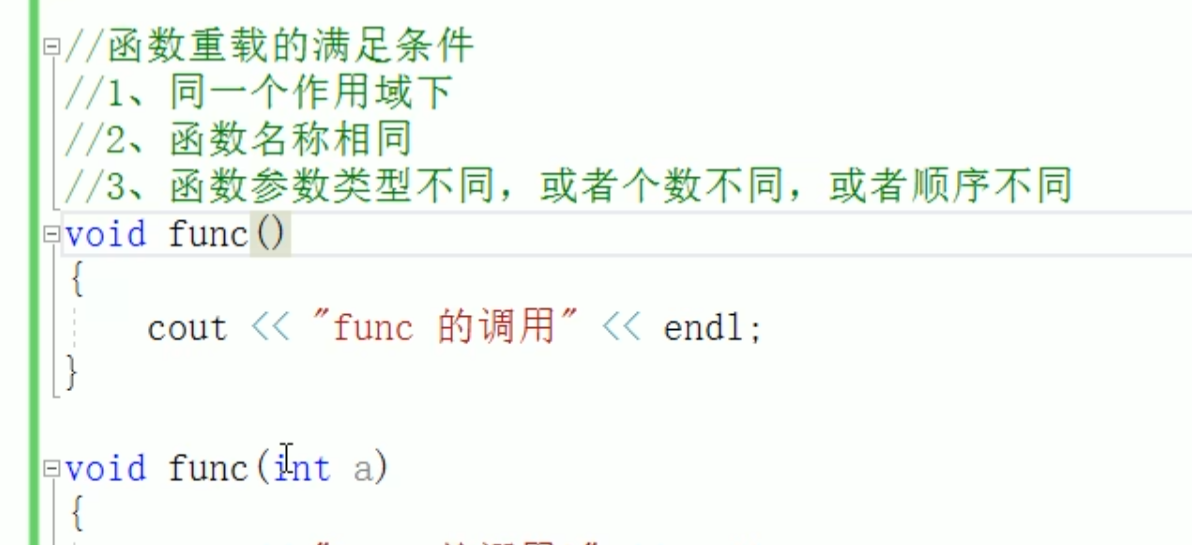 //函数重载的满足条件
//1、同一个作用域下
//2、函数名称相同
//3、函数参数类型不同，或者个数不同，或者顺序不同
void func()
{
cout << "func 的调用" << endl;
}
void func(int a)
{